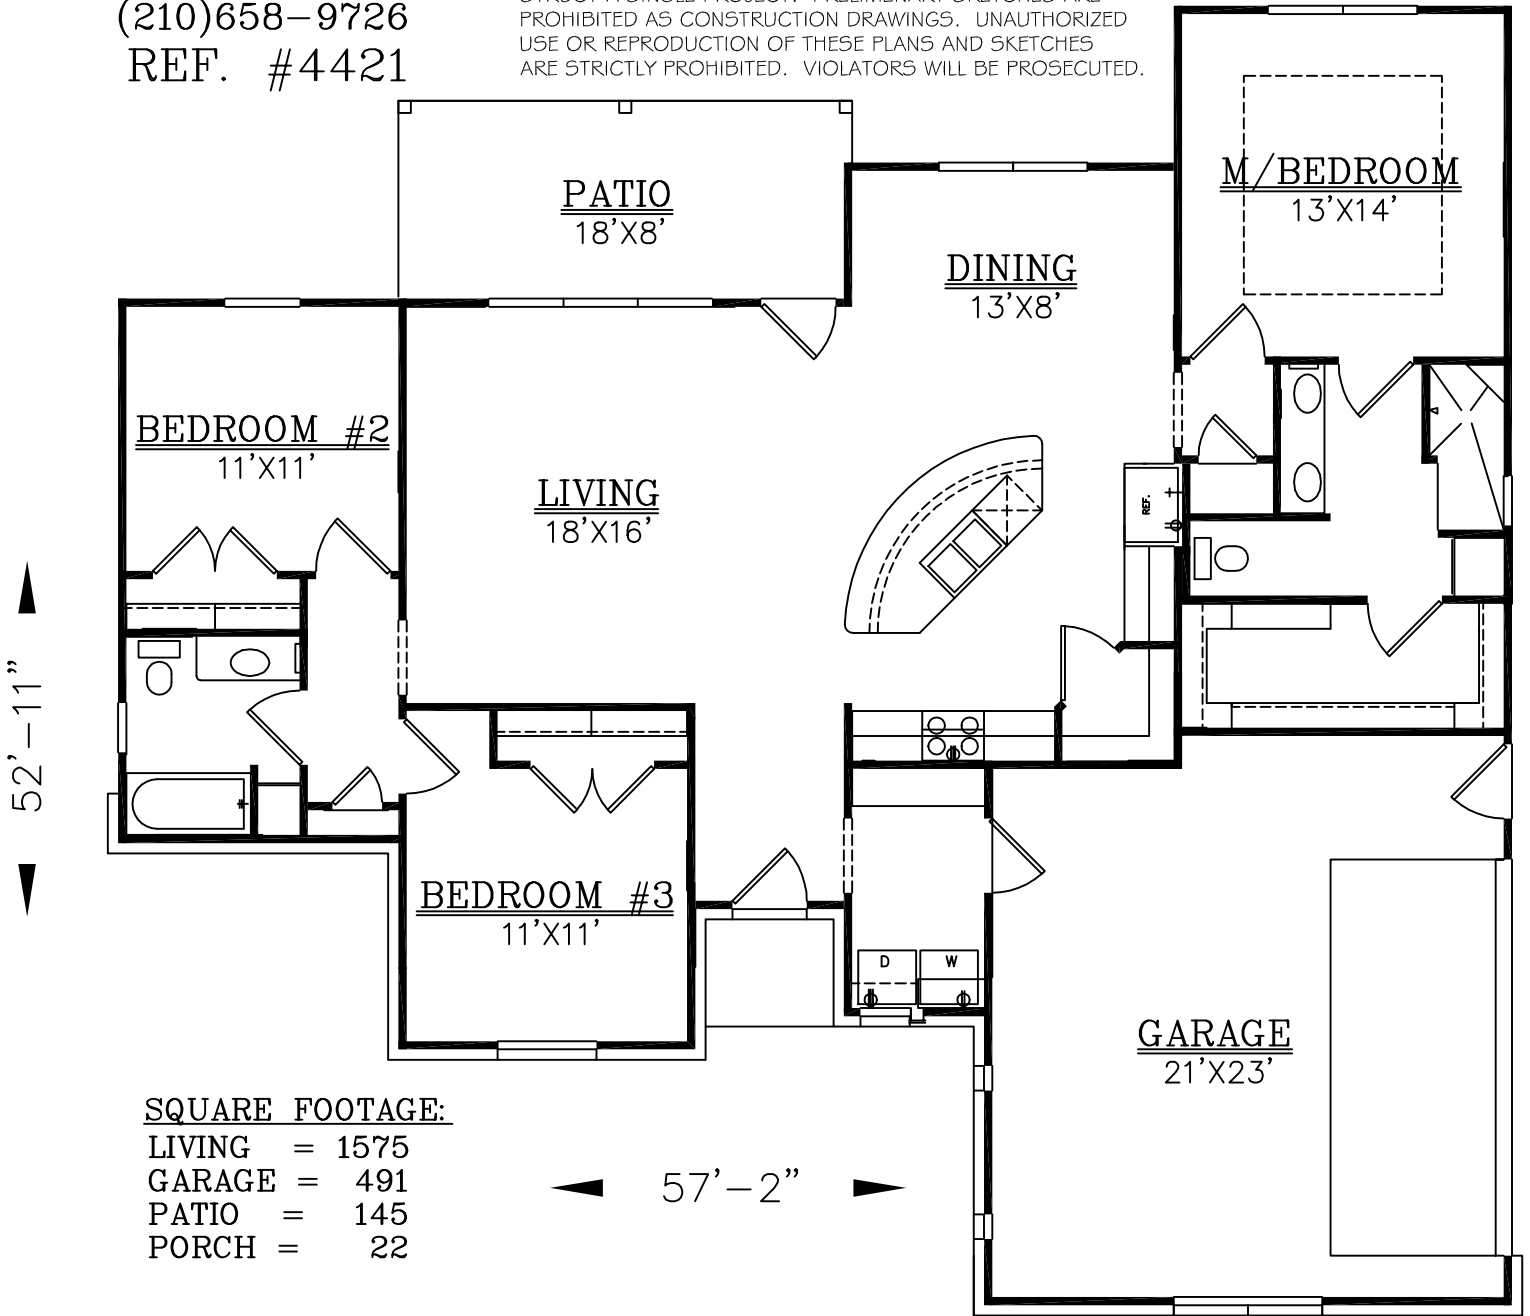 (210)658-9726
REF. #4421
PROHIBITED AS CONSTRUCTION DRAWINGS. UNAUTHORIZED
USE OR REPRODUCTION OF THESE PLANS AND SKETCHES
ARE STRICTLY PROHIBITED. VIOLATORS WILL BE PROSECUTED.
M/BEDROOM
13'X14'
PATIO
18'X8'
DINING
13'X8'
BEDROOM #2
11'X11'
LIVING
18'X16'
REF.
52'-11"
BEDROOM #3
11'X11'
D
W
GARAGE
21'X23'
SQUARE FOOTAGE:
LIVING = 1575
GARAGE = 491
PATIO = 145
PORCH = 22
57'-2"